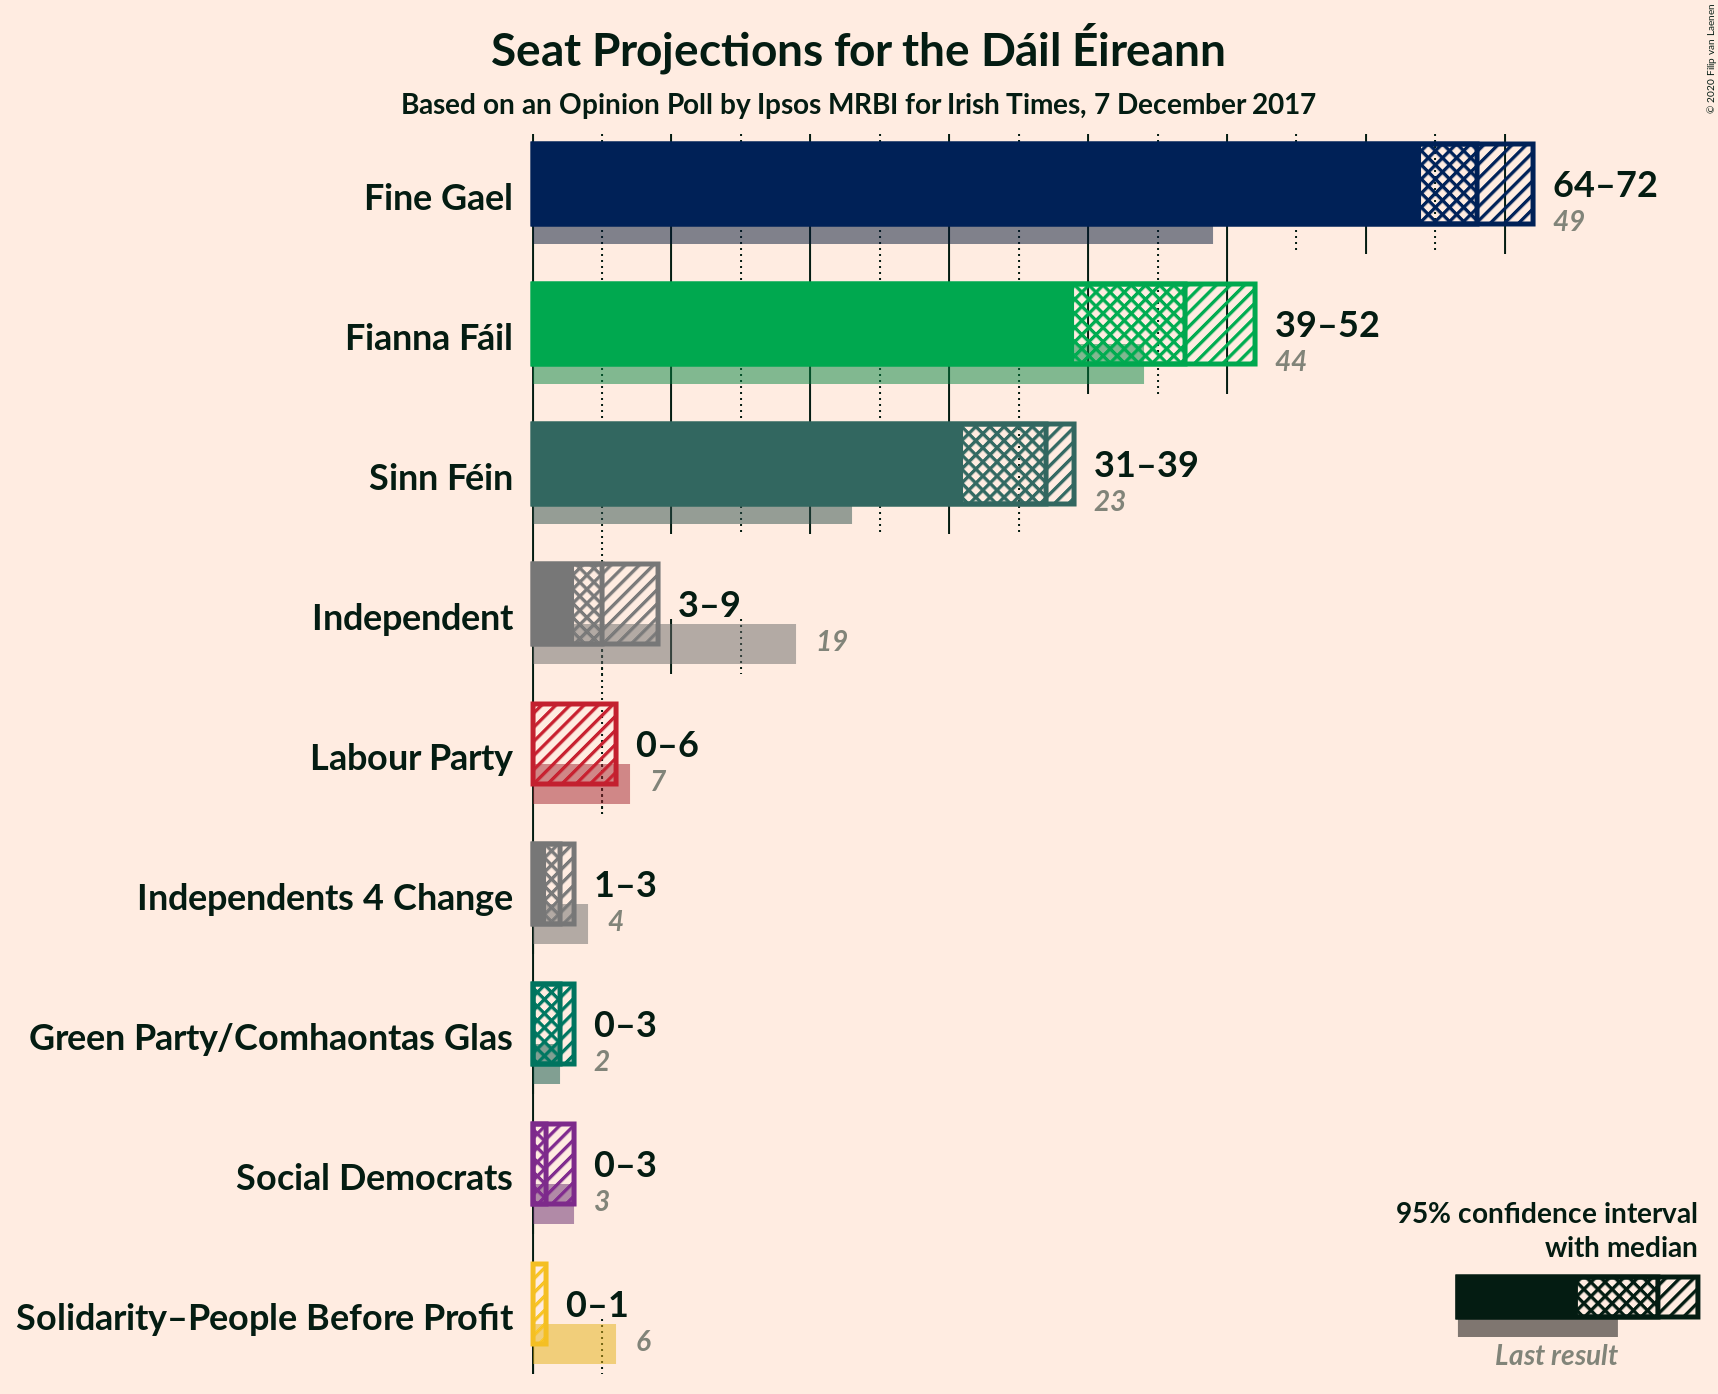 Seat Projections for the Dáil Éireann
Based on an Opinion Poll by Ipsos MRBI for Irish Times, 7 December 2017
© 2020 Filip van Laenen
Fine Gael
64–72
49
Fianna Fáil
39–52
44
Sinn Féin
31–39
23
Independent
3–9
19
Labour Party
0–6
7
Independents 4 Change
1–3
4
Green Party/Comhaontas Glas
0–3
2
Social Democrats
0–3
3
Solidarity–People Before Profit
0–1
6
95% confidence interval
with median
Last result